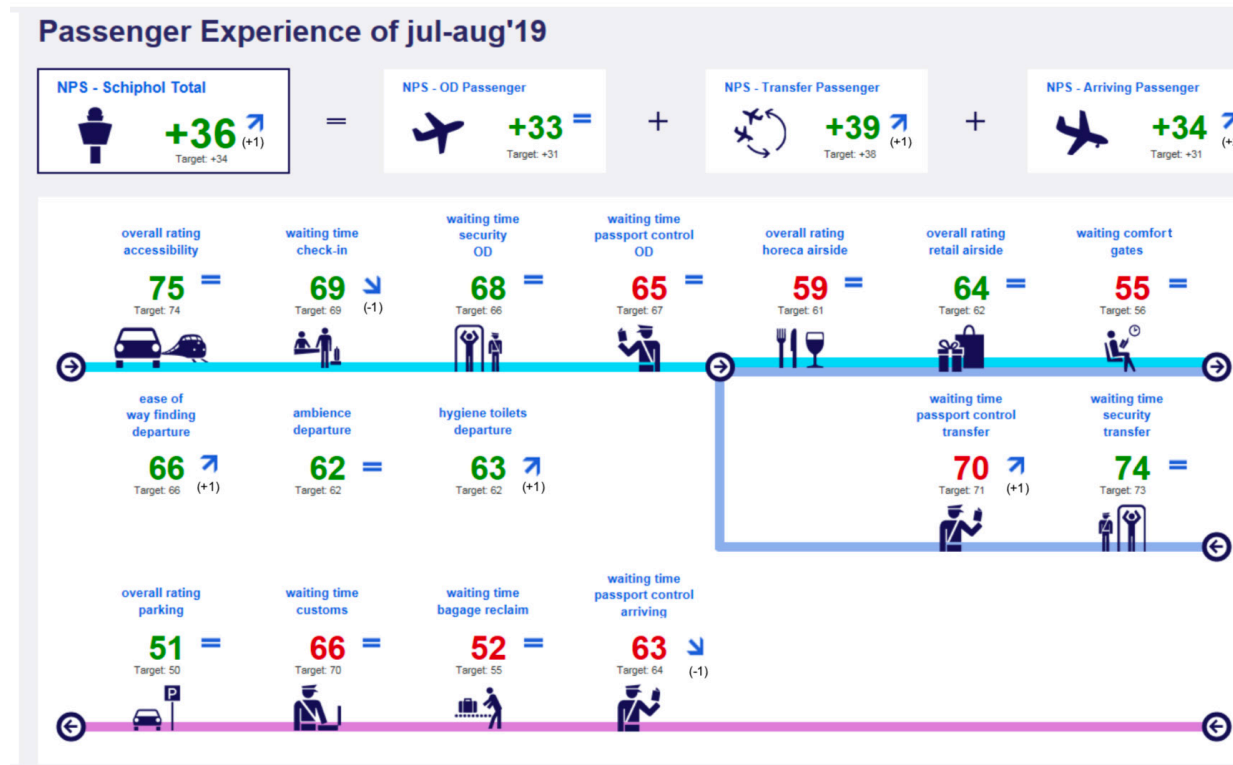 Passenger Experience of jul-aug'19
NPS - Schiphol Total
+36
(+1)
Target: +34
=
NPS - OD Passenger
+33 =
Target: +31
+
NPS - Transfer Passenger
+39
(+1)
Target: +38
+
NPS - Arriving Passenger
+34
Target: +31
overall rating
accessibility
75 =
Target: 74
waiting time
check-in
69
Target: 69
(-1)
waiting time
security
OD
68 =
Target: 66
waiting time
passport control
OD
65 =
Target: 67
overall rating
horeca airside
59 =
Target: 61
overall rating
retail airside
64 =
Target: 62
waiting comfort
gates
55 =
Target: 56
ease of
way finding
departure
66
Target: 66
(+1)
ambience
departure
62 =
Target: 62
hygiene toilets
departure
63
Target: 62
(+1)
waiting time
passport control
transfer
70
Target: 71
(+1)
waiting time
security
transfer
74 =
Target: 73
overall rating
parking
51 =
Target: 50
P
waiting time
customs
66 =
Target: 70
waiting time
bagage reclaim
52 =
Target: 55
waiting time
passport control
arriving
63
Target: 64
(-1)